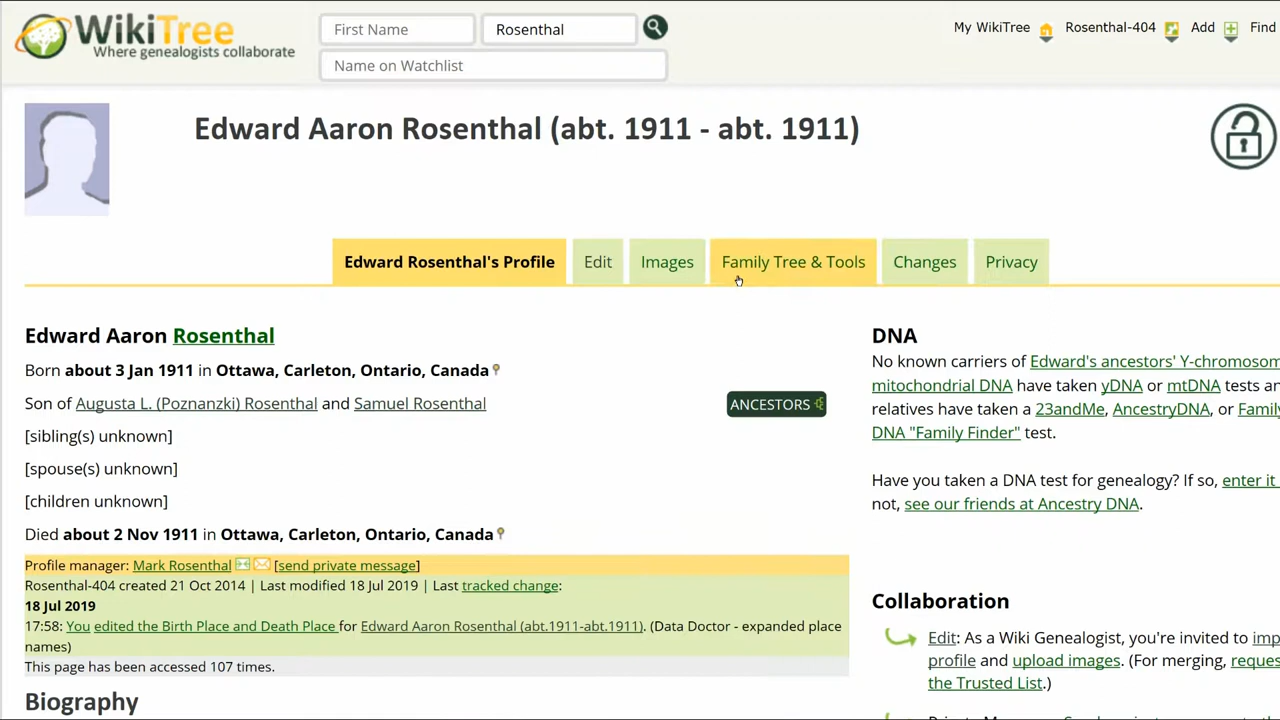 WikiTree
Where genealogists collaborate
First Name
Rosenthal
Name on Watchlist
My WikiTree
Rosenthal-404
Add
Find
Edward Aaron Rosenthal (abt. 1911 - abt. 1911)
Edward Rosenthal's Profile
Edit
Images
Family Tree & Tools
Changes
Privacy
Edward Aaron Rosenthal
Born about 3 Jan 1911 in Ottawa, Carleton, Ontario, Canada
Son of Augusta L. (Poznanzki) Rosenthal and Samuel Rosenthal
ANCESTORS
[sibling(s) unknown]
[spouse(s) unknown]
[children unknown]
Died about 2 Nov 1911 in Ottawa, Carleton, Ontario, Canada
Profile manager: Mark Rosenthal [send private message]
Rosenthal-404 created 21 Oct 2014 | Last modified 18 Jul 2019 | Last tracked change:
18 Jul 2019
17:58: You edited the Birth Place and Death Place for Edward Aaron Rosenthal (abt.1911-abt.1911). (Data Doctor - expanded place
names)
This page has been accessed 107 times.
Biography
DNA
No known carriers of Edward's ancestors' Y-chromosom
mitochondrial DNA have taken yDNA or mtDNA tests an
relatives have taken a 23andMe, AncestryDNA, or Family
DNA "Family Finder" test.
Have you taken a DNA test for genealogy? If so, enter it
not, see our friends at Ancestry DNA.
Collaboration
Edit: As a Wiki Genealogist, you're invited to imp
profile and upload images. (For merging, reques
the Trusted List.)